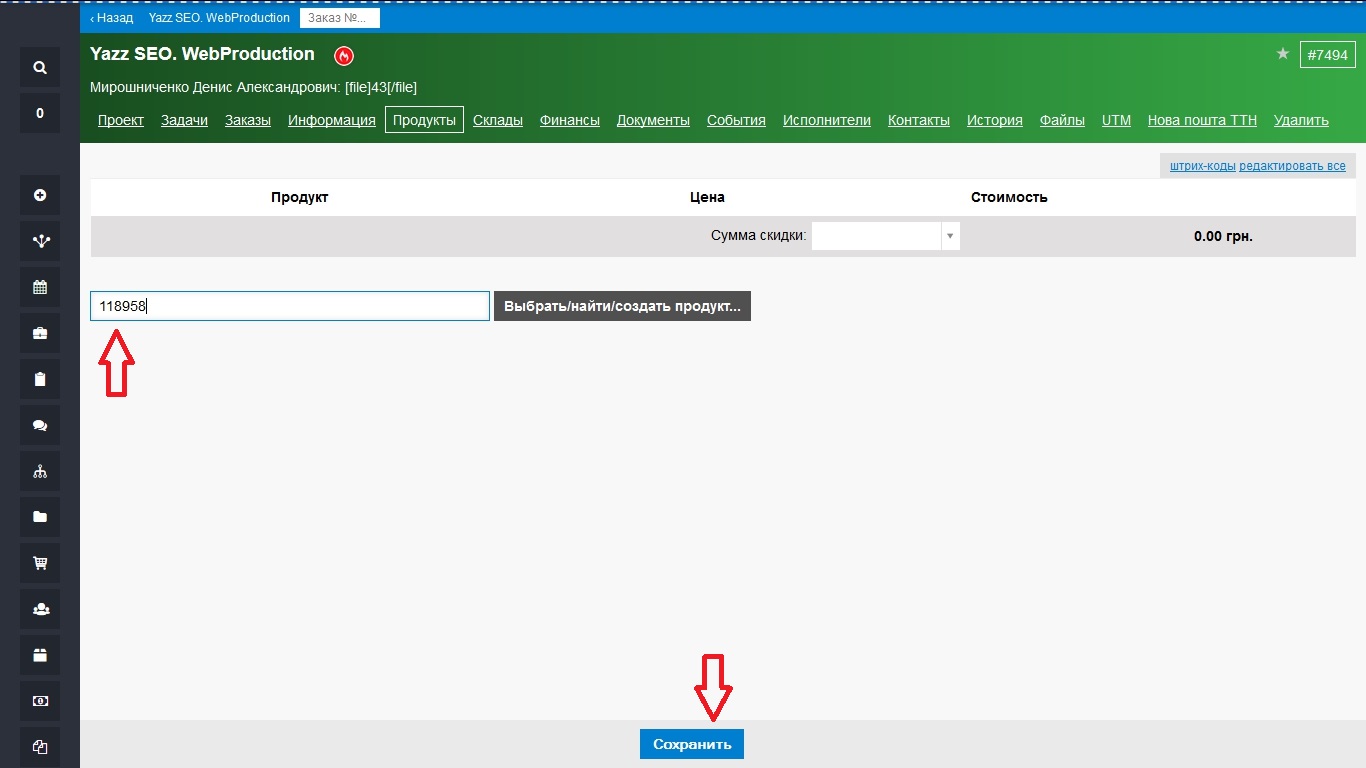 ‹ Назад Yazz SEO. WebProduction Заказ №...
Yazz SEO. WebProduction
#7494
Мирошниченко Денис Александрович: [file]43[/file]
Проект Задачи Заказы Информация Продукты Склады Финансы Документы События Исполнители Контакты История Файлы UTM Нова пошта ТТН Удалить
0
штрих-коды редактировать все
Продукт Цена Стоимость
Сумма скидки: 0.00 грн.
118958 Выбрать/найти/создать продукт...
Сохранить